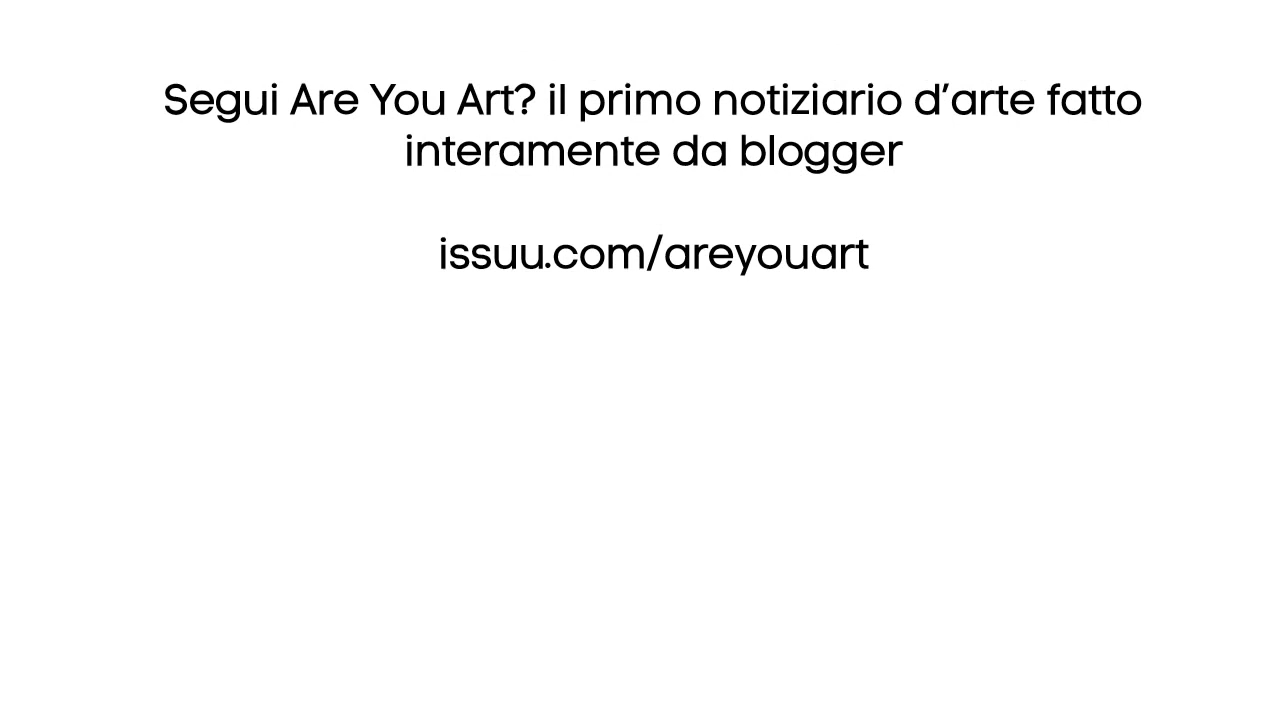 Segui Are You Art? il primo notiziario d’arte fatto
interamente da blogger
issuu.com/areyouart